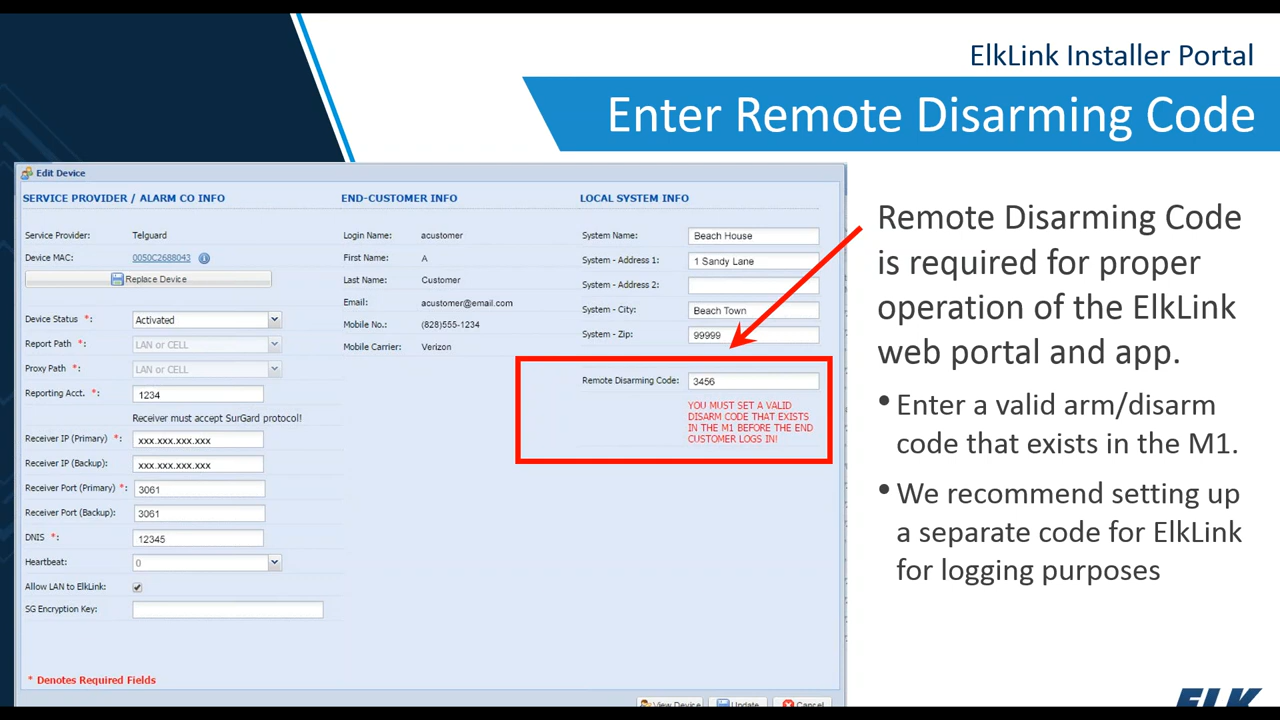 ElkLink Installer Portal
Enter Remote Disarming Code
Edit Device
SERVICE PROVIDER / ALARM CO INFO
Service Provider: Telguard
Device MAC: 0050C2688043
Replace Device
Device Status *: Activated
Report Path *: LAN or CELL
Proxy Path *: LAN or CELL
Reporting Acct. *: 1234
Receiver must accept SurGard protocol!
Receiver IP (Primary) *: xxx.xxx.xxx.xxx
Receiver IP (Backup): xxx.xxx.xxx.xxx
Receiver Port (Primary) *: 3061
Receiver Port (Backup): 3061
DNIS *: 12345
Heartbeat: 0
Allow LAN to ElkLink:
SG Encryption Key:
* Denotes Required Fields
END-CUSTOMER INFO
Login Name: acustomer
First Name: A
Last Name: Customer
Email: acustomer@email.com
Mobile No.: (828)555-1234
Mobile Carrier: Verizon
LOCAL SYSTEM INFO
System Name: Beach House
System - Address 1: 1 Sandy Lane
System - Address 2:
System - City: Beach Town
System - Zip: 99999
Remote Disarming Code: 3456
YOU MUST SET A VALID
DISARM CODE THAT EXISTS
IN THE M1 BEFORE THE END
CUSTOMER LOGS IN!
View Device Update Cancel
Remote Disarming Code
is required for proper
operation of the ElkLink
web portal and app.
• Enter a valid arm/disarm
code that exists in the M1.
• We recommend setting up
a separate code for ElkLink
for logging purposes
ELK